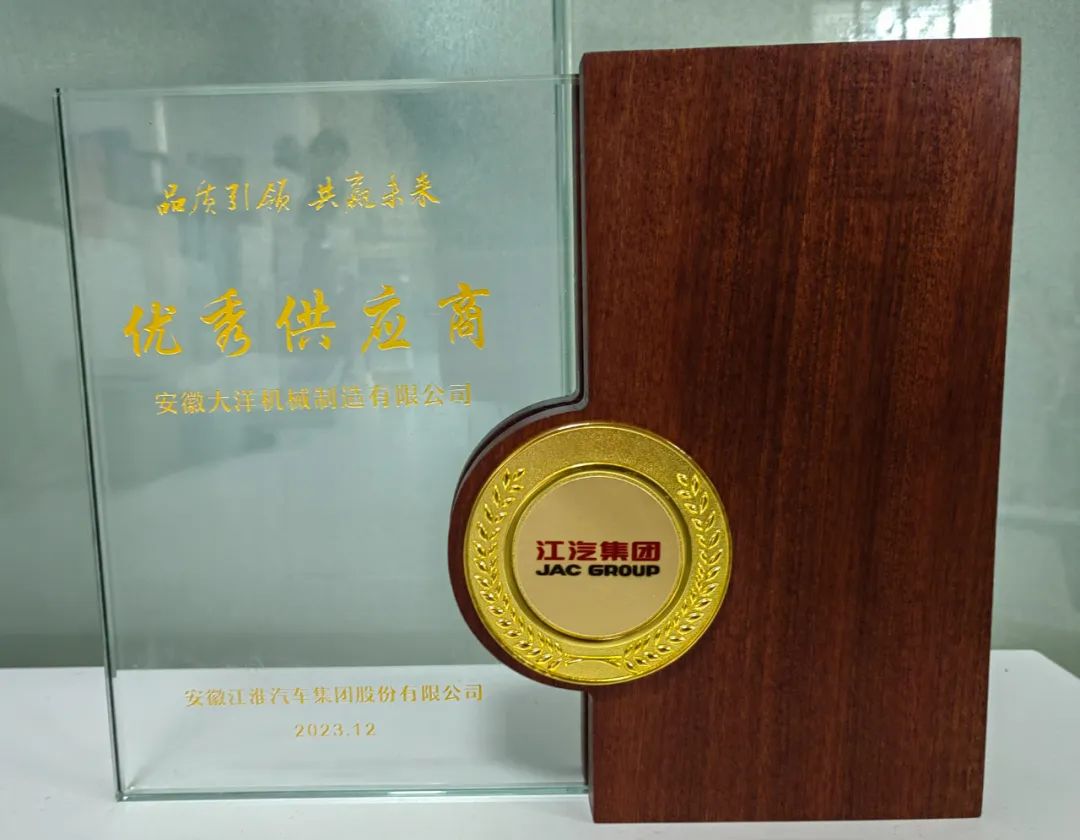 品质引领 共赢未来
优秀供应商
安徽大洋机械制造有限公司
江汽集团
JAC GROUP
安徽江淮汽车集团股份有限公司
2023.12